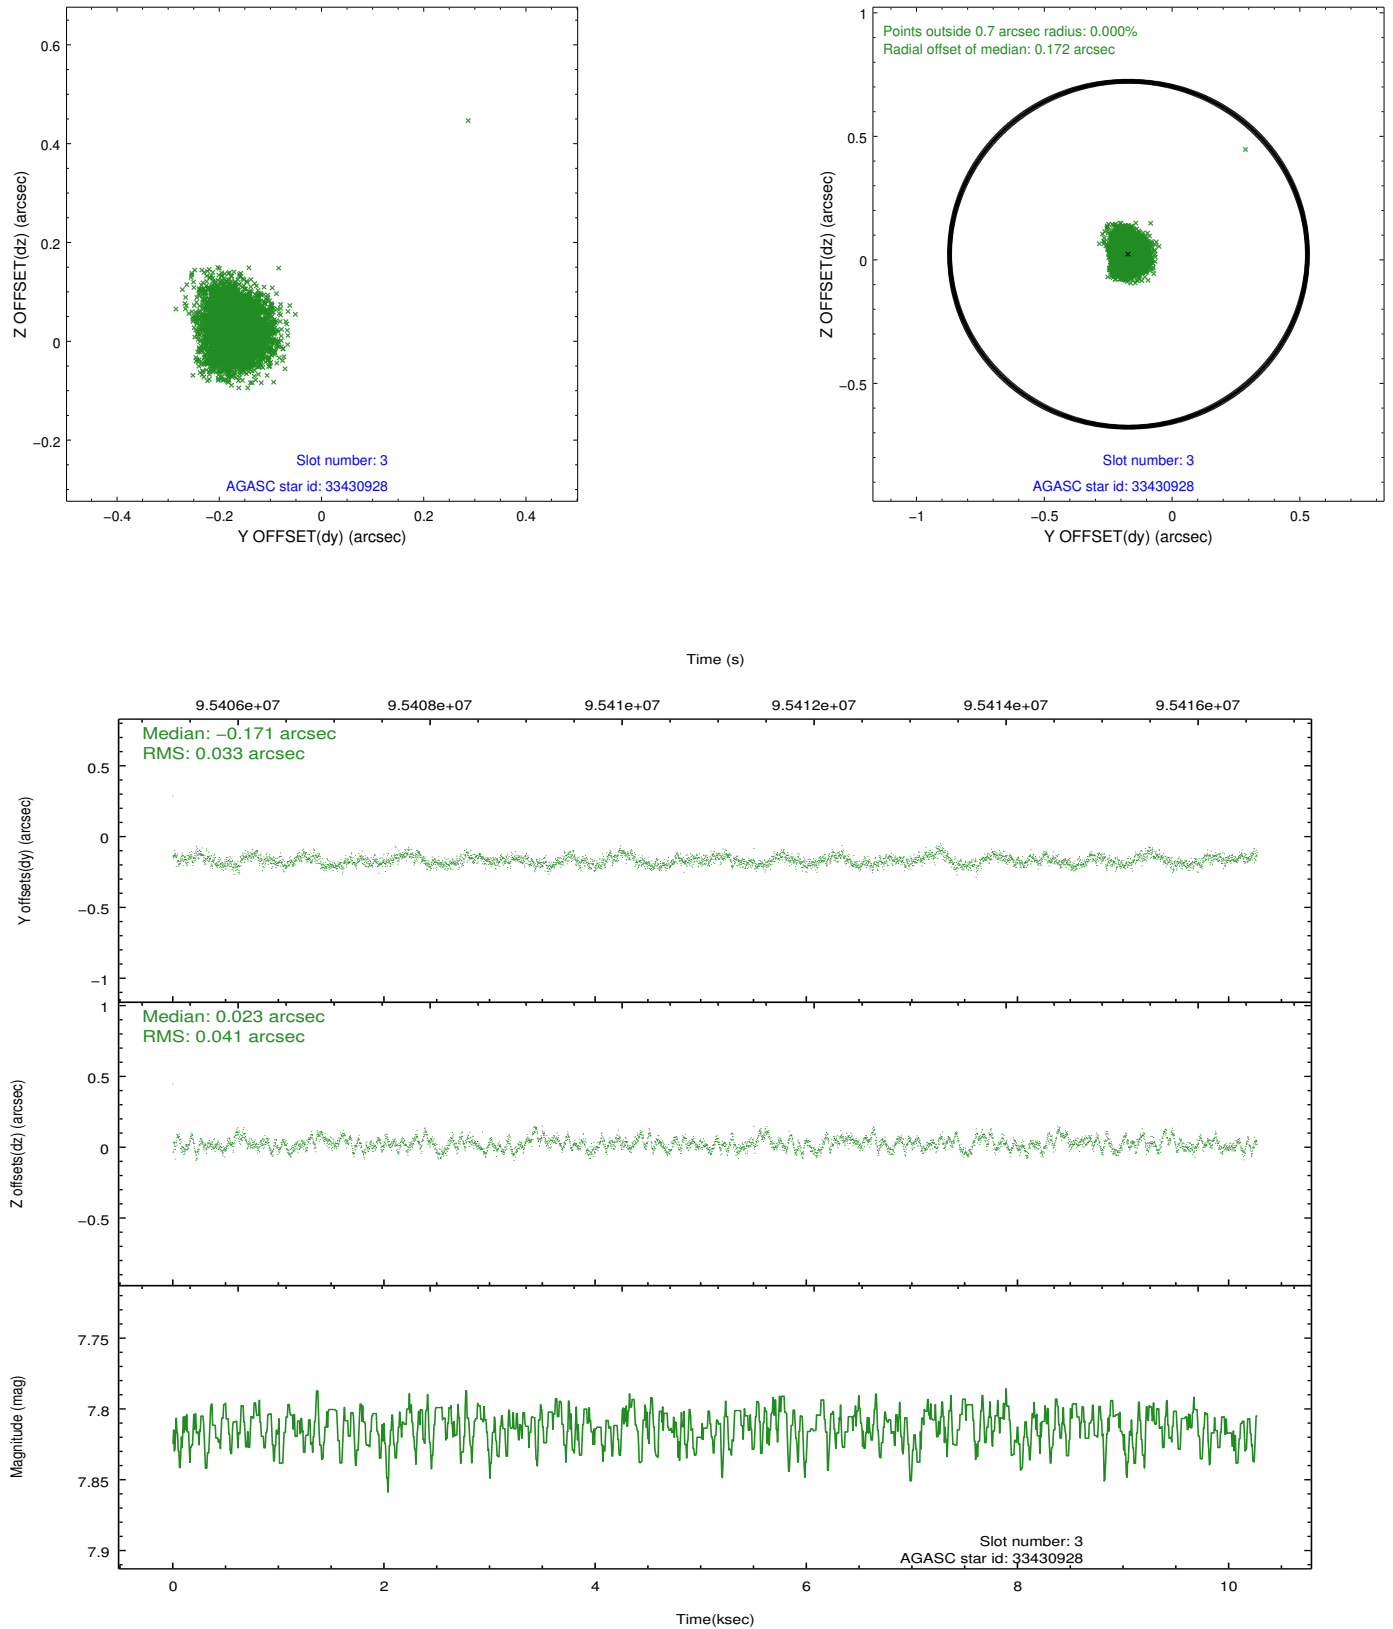 0.6
0.4
0.2
0
−0.2
−0.4
−0.2
0
0.2
0.4
Z OFFSET(dz) (arcsec)
Y OFFSET(dy) (arcsec)
Slot number: 3
AGASC star id: 33430928
Points outside 0.7 arcsec radius: 0.000%
Radial offset of median: 0.172 arcsec
1
0.5
0
−0.5
−1
−0.5
0
0.5
Z OFFSET(dz) (arcsec)
Y OFFSET(dy) (arcsec)
Slot number: 3
AGASC star id: 33430928
Time (s)
9.5406e+07 9.5408e+07 9.541e+07 9.5412e+07 9.5414e+07 9.5416e+07
Median: −0.171 arcsec
RMS: 0.033 arcsec
0.5
0
−0.5
−1
Y offsets(dy) (arcsec)
Median: 0.023 arcsec
RMS: 0.041 arcsec
1
0.5
0
−0.5
Z offsets(dz) (arcsec)
7.75
7.8
7.85
7.9
Magnitude (mag)
Slot number: 3
AGASC star id: 33430928
0 2 4 6 8 10
Time(ksec)